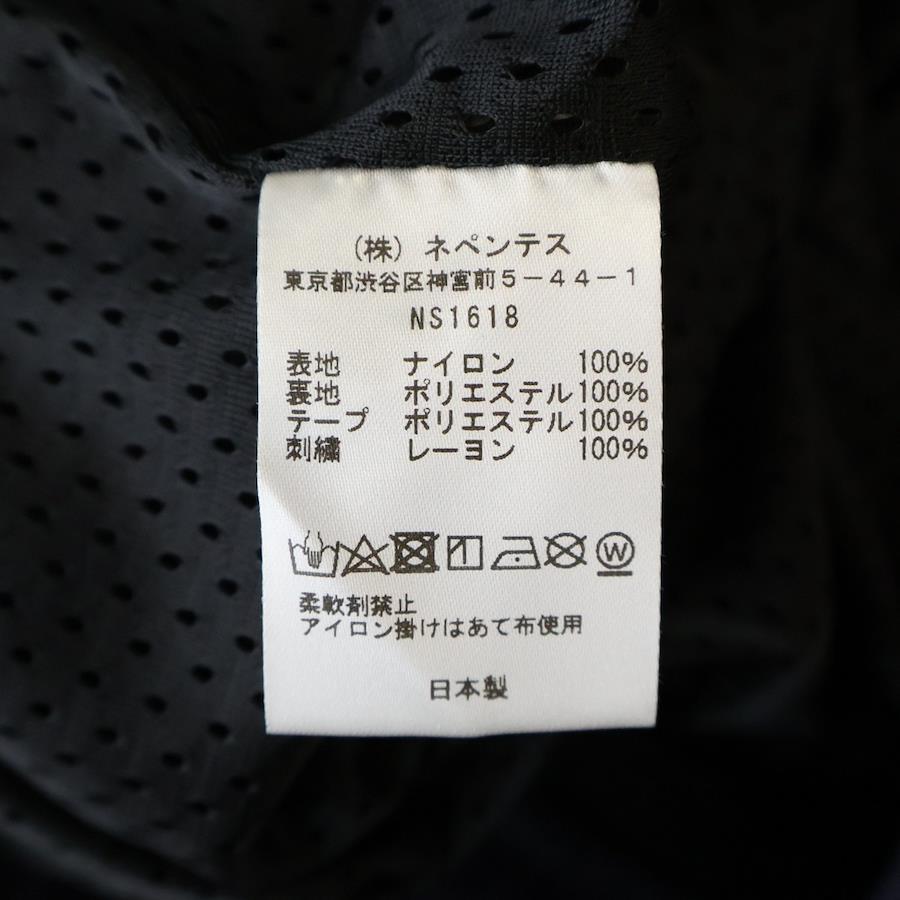 （株）ネペンテス
東京都渋谷区神宮前5-44-1
NS1618
表地 ナイロン 100%
裏地 ポリエステル100%
テープ ポリエステル100%
刺繍 レーヨン 100%
W
柔軟剤禁止
アイロン掛けはあて布使用
日本製